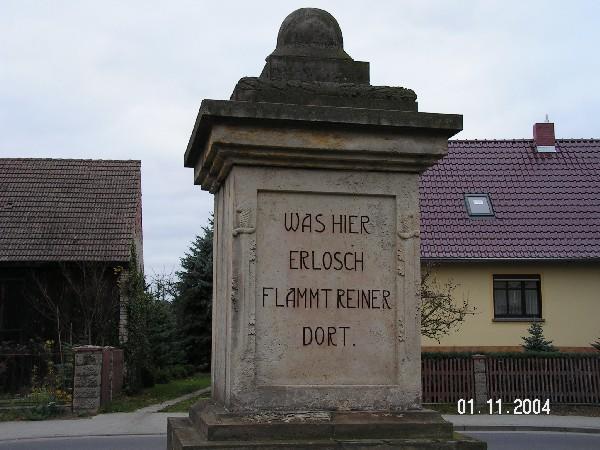 WAS HIER
ERLOSCH
FLAMMT REINER
DORT.
01.11.2004